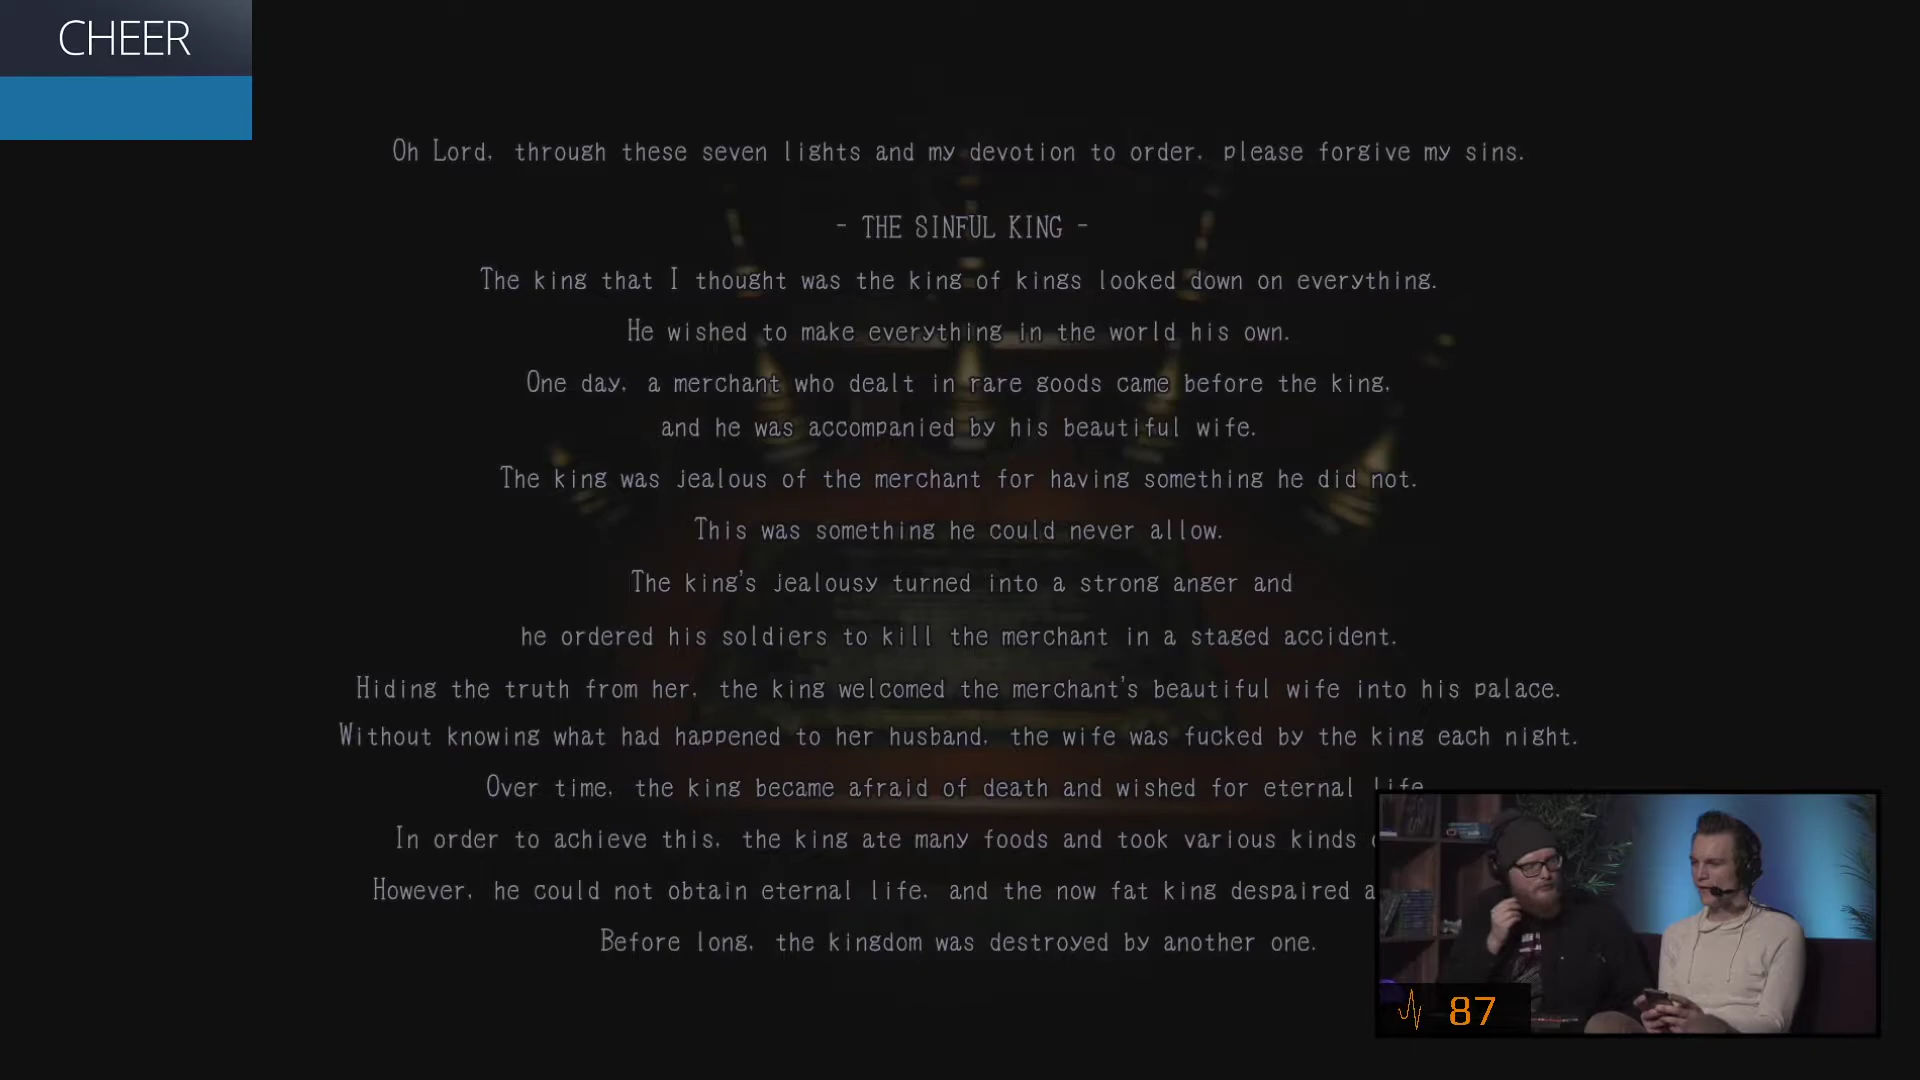 CHEER
Oh Lord, through these seven lights and my devotion to order, please forgive my sins.
- THE SINFUL KING -
The king that I thought was the king of kings looked down on everything.
He wished to make everything in the world his own.
One day, a merchant who dealt in rare goods came before the king,
and he was accompanied by his beautiful wife.
The king was jealous of the merchant for having something he did not.
This was something he could never allow.
The king's jealousy turned into a strong anger and
he ordered his soldiers to kill the merchant in a staged accident.
Hiding the truth from her, the king welcomed the merchant's beautiful wife into his palace.
Without knowing what had happened to her husband, the wife was fucked by the king each night.
Over time, the king became afraid of death and wished for eternal life
In order to achieve this, the king ate many foods and took various kinds
However, he could not obtain eternal life, and the now fat king despaired
Before long, the kingdom was destroyed by another one.
87